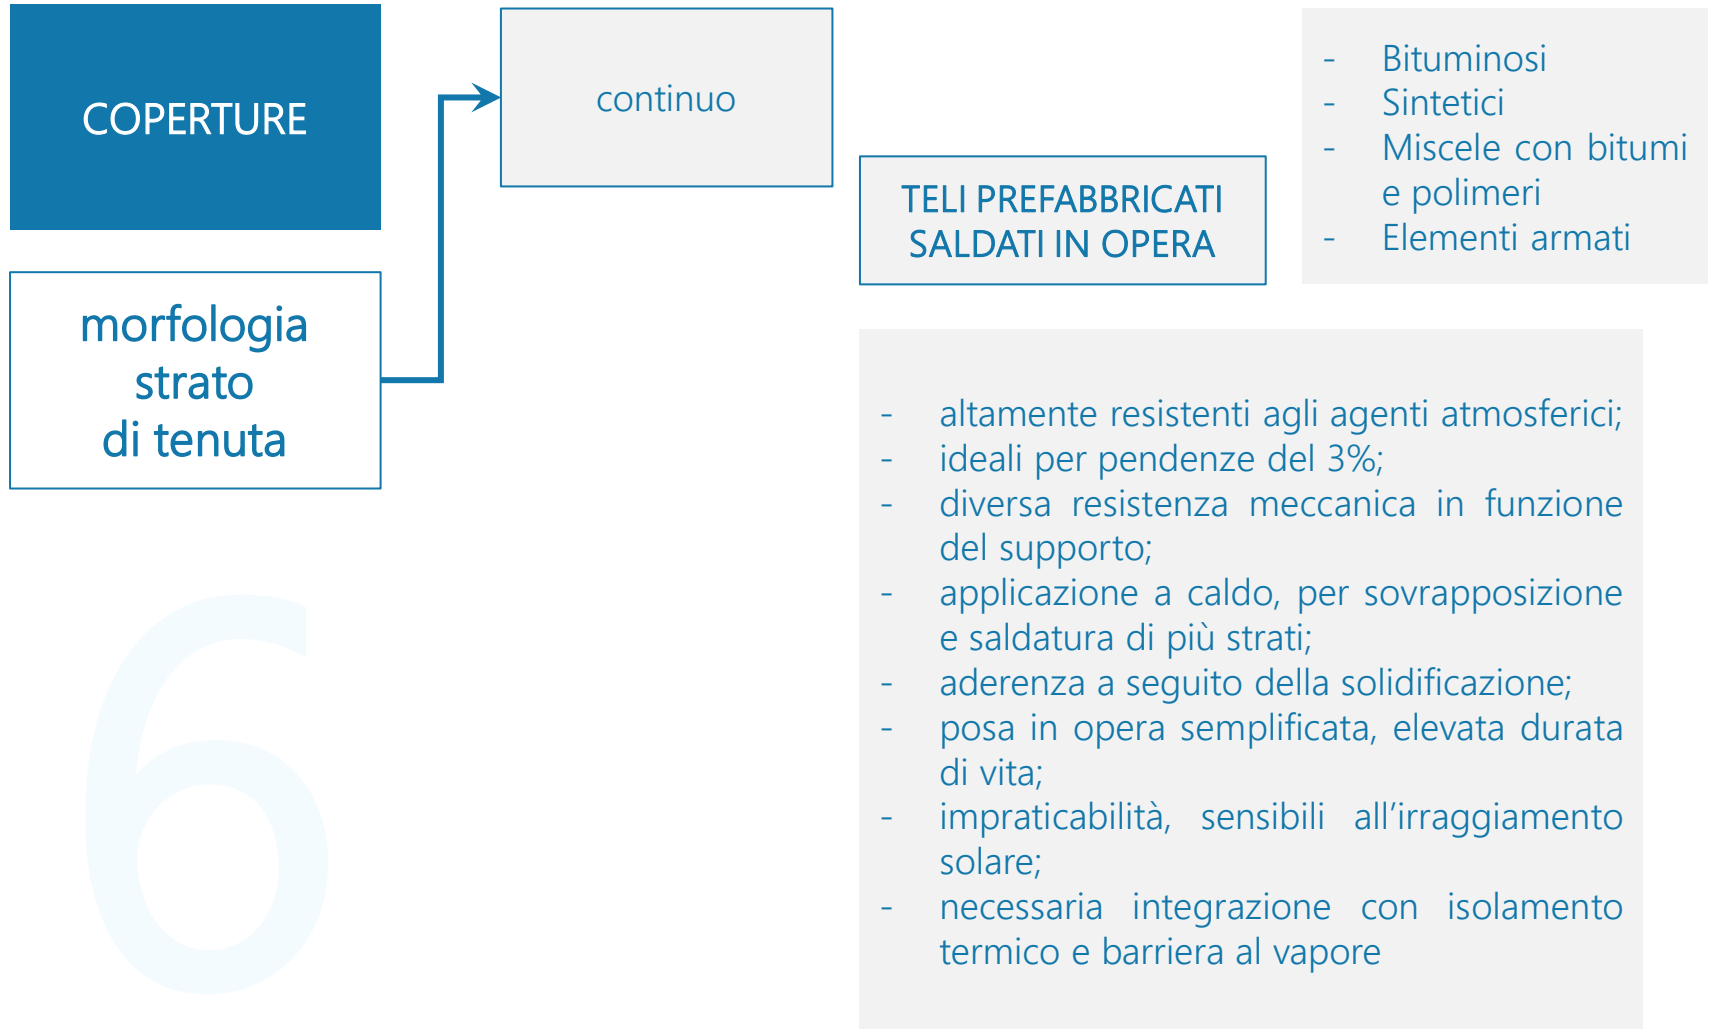 COPERTURE
morfologia
strato
di tenuta
continuo
TELI PREFABBRICATI
SALDATI IN OPERA
- Bituminosi
- Sintetici
- Miscele con bitumi
e polimeri
- Elementi armati
- altamente resistenti agli agenti atmosferici;
- ideali per pendenze del 3%;
- diversa resistenza meccanica in funzione
del supporto;
- applicazione a caldo, per sovrapposizione
e saldatura di più strati;
- aderenza a seguito della solidificazione;
- posa in opera semplificata, elevata durata
di vita;
- impraticabilità, sensibili all’irraggiamento
solare;
- necessaria integrazione con isolamento
termico e barriera al vapore
6